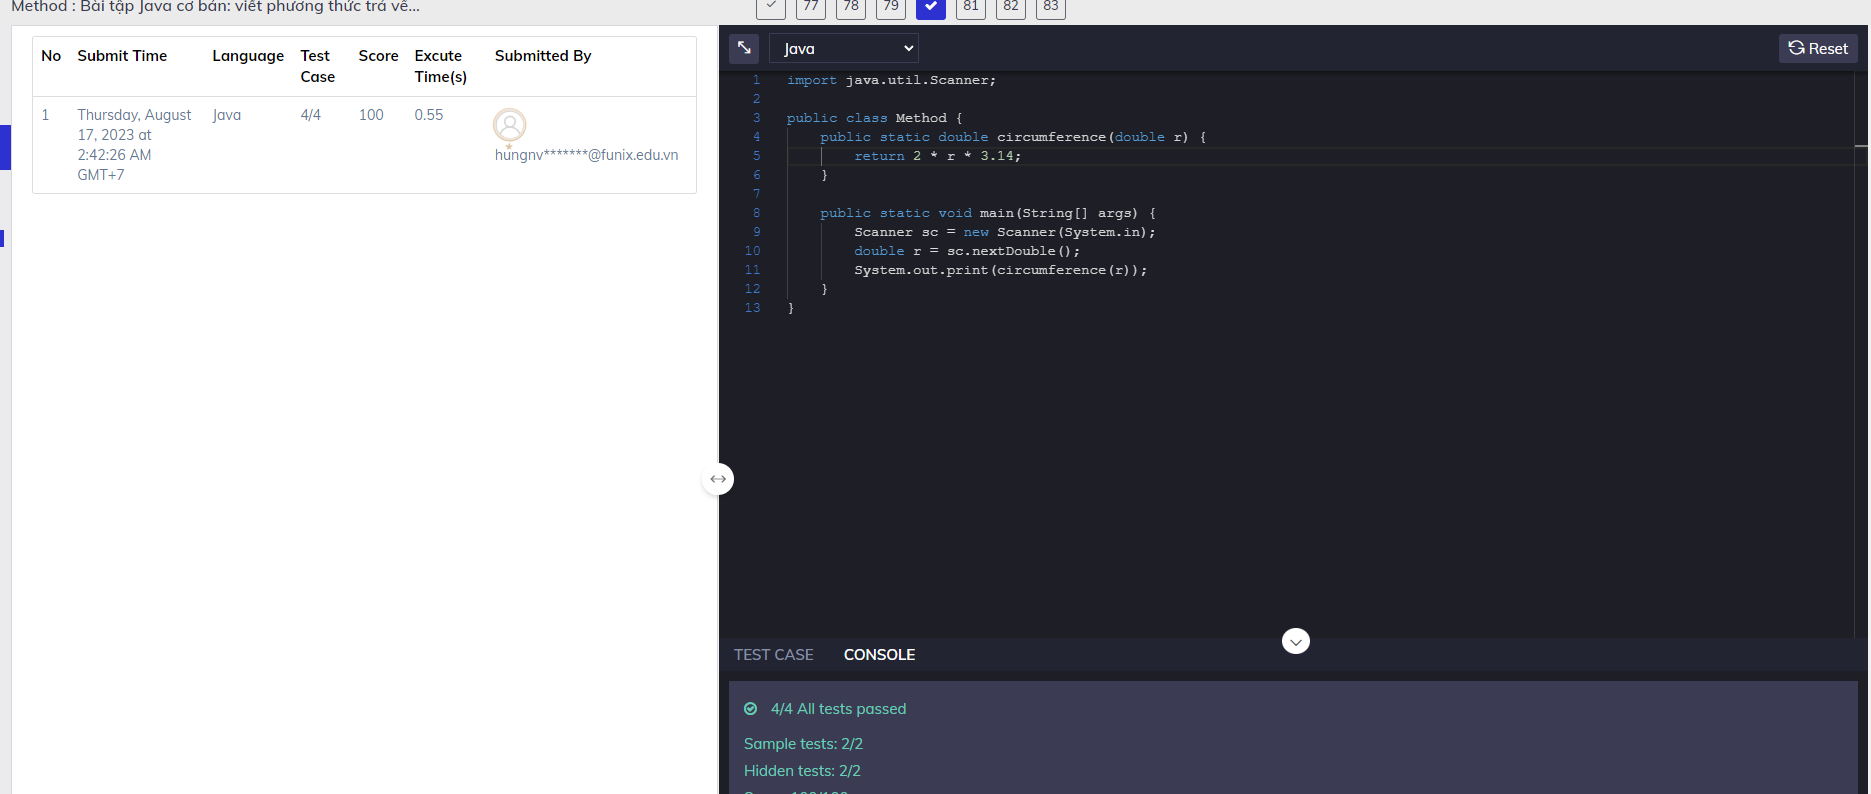 Method : Bài tập Java cơ bản: viết phương thức trả về...
77 78 79 81 82 83
No Submit Time Language Test Case Score Excute Time(s) Submitted By
1 Thursday, August 17, 2023 at 2:42:26 AM GMT+7 Java 4/4 100 0.55 hungnv*******@funix.edu.vn
Java
Reset
1 import java.util.Scanner;
2
3 public class Method {
4     public static double circumference(double r) {
5         return 2 * r * 3.14;
6     }
7
8     public static void main(String[] args) {
9         Scanner sc = new Scanner(System.in);
10         double r = sc.nextDouble();
11         System.out.print(circumference(r));
12     }
13 }
TEST CASE CONSOLE
4/4 All tests passed
Sample tests: 2/2
Hidden tests: 2/2